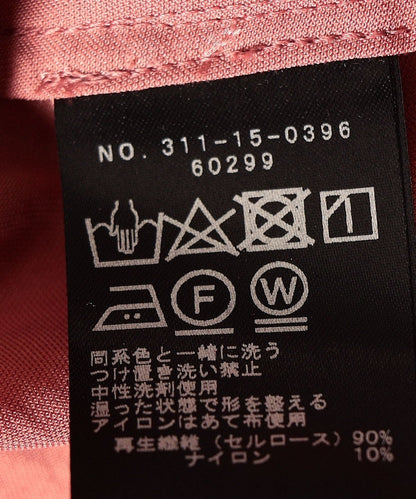 NO. 311-15-0396
60299
F W
同系色と一緒に洗う
つけ置き洗い禁止
中性洗剤使用
湿った状態で形を整える
アイロンはあて布使用
再生繊維(セルロース) 90%
ナイロン 10%